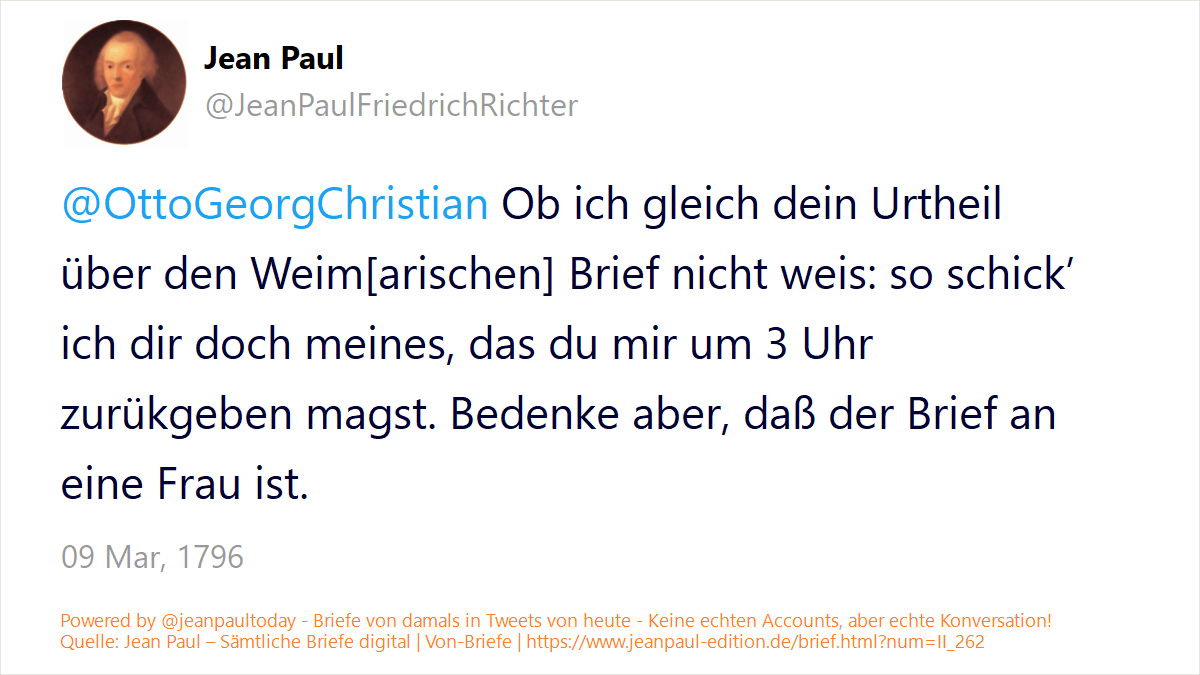 Jean Paul
@JeanPaulFriedrichRichter
@OttoGeorgChristian Ob ich gleich dein Urtheil
über den Weim[arischen] Brief nicht weis: so schick’
ich dir doch meines, das du mir um 3 Uhr
zurükgeben magst. Bedenke aber, daß der Brief an
eine Frau ist.
09 Mar, 1796
Powered by @jeanpaultoday - Briefe von damals in Tweets von heute - Keine echten Accounts, aber echte Konversation!
Quelle: Jean Paul – Sämtliche Briefe digital | Von-Briefe | https://www.jeanpaul-edition.de/brief.html?num=II_262